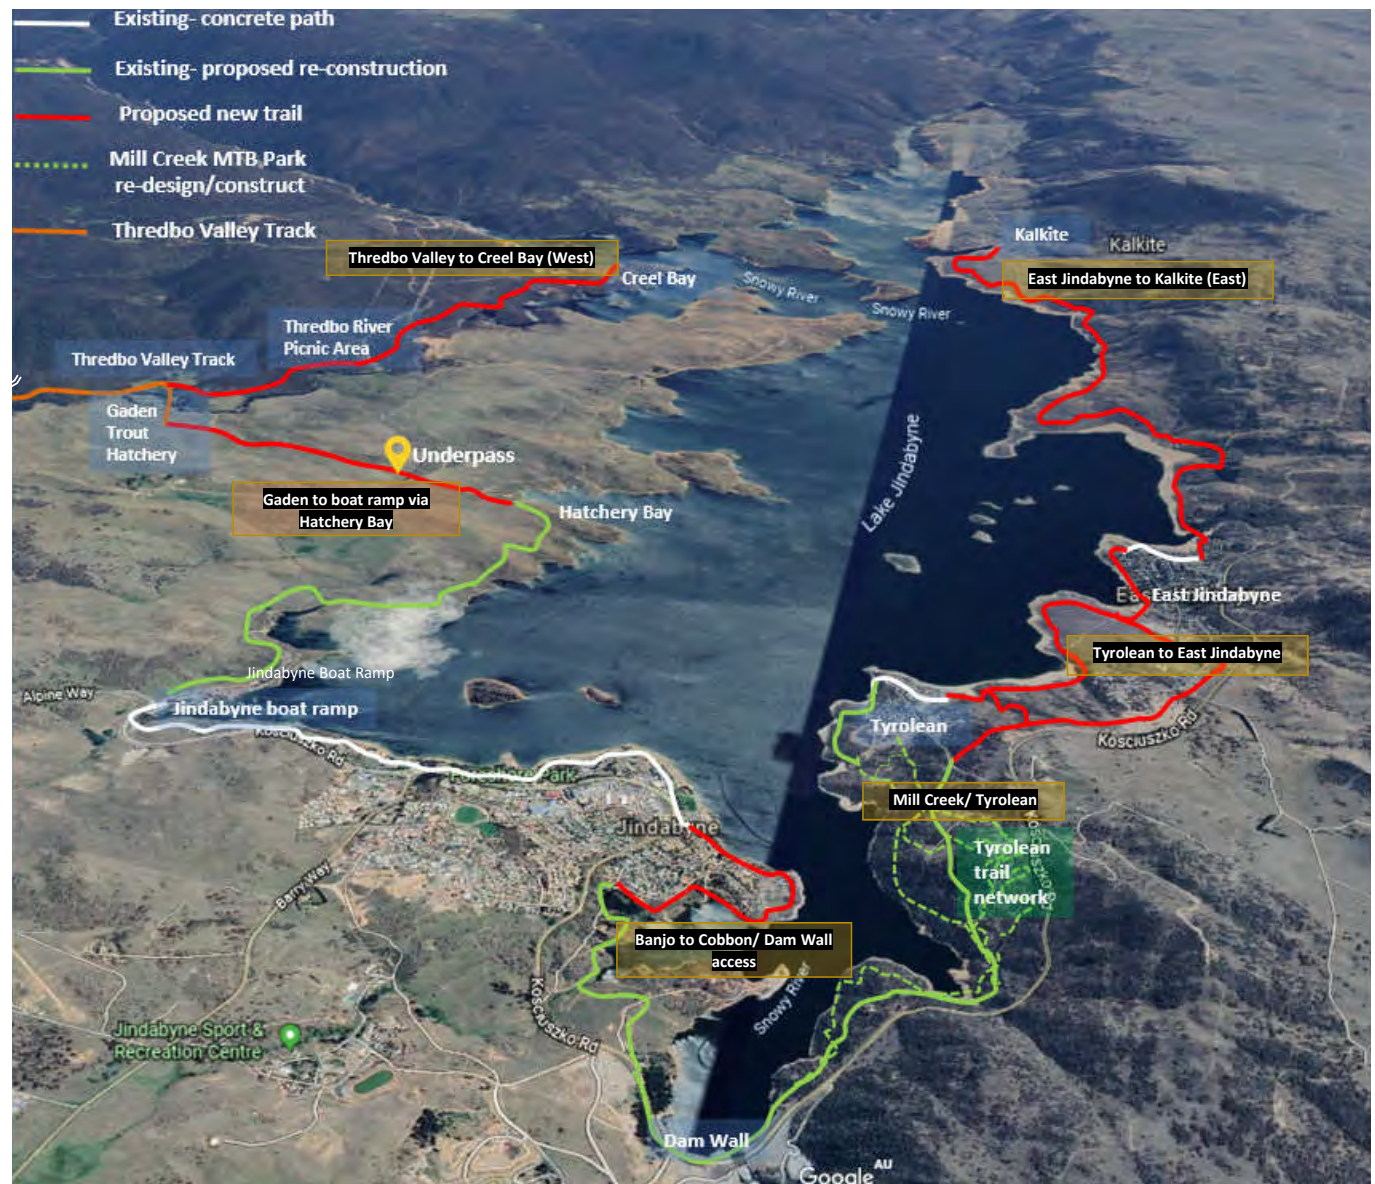 Existing- concrete path
Existing- proposed re-construction
Proposed new trail
Mill Creek MTB Park
re-design/construct
Thredbo Valley Track
Thredbo Valley to Creel Bay (West)
Creel Bay
Snowy River
Snowy River
Kalkite
Kalkite
East Jindabyne to Kalkite (East)
Thredbo River
Picnic Area
Thredbo Valley Track
Gaden
Trout
Hatchery
Underpass
Gaden to boat ramp via
Hatchery Bay
Hatchery Bay
Lake Jindabyne
East Jindabyne
Tyrolean to East Jindabyne
Jindabyne Boat Ramp
Alpine Way
Jindabyne boat ramp
Kosciuszko Rd
Foreshore Park
Tyrolean
Kosciuszko Rd
Mill Creek/ Tyrolean
Jindabyne
Tyrolean
trail
network
Kosciuszko Rd
Barry Way
Banjo to Cobbon/ Dam Wall
access
Snowy River
Kosciuszko Rd
Jindabyne Sport &
Recreation Centre
Dam Wall
Google
AU